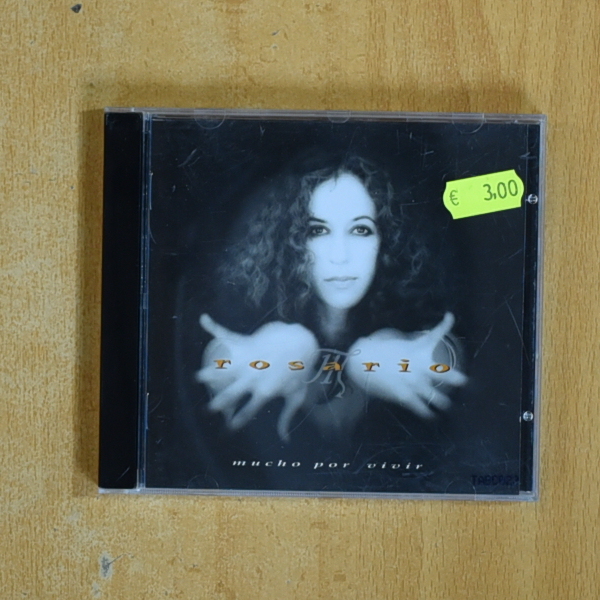 € 3,00
rosario
mucho por vivir